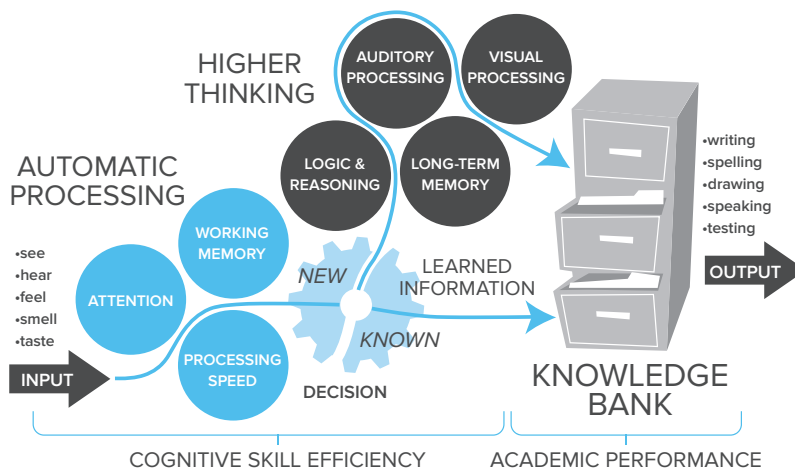 HIGHER
THINKING
AUDITORY
PROCESSING
VISUAL
PROCESSING
LOGIC &
REASONING
LONG-TERM
MEMORY
AUTOMATIC
PROCESSING
•see
•hear
•feel
•smell
•taste
INPUT
ATTENTION
WORKING
MEMORY
PROCESSING
SPEED
NEW
KNOWN
DECISION
LEARNED
INFORMATION
•writing
•spelling
•drawing
•speaking
•testing
OUTPUT
KNOWLEDGE
BANK
COGNITIVE SKILL EFFICIENCY
ACADEMIC PERFORMANCE